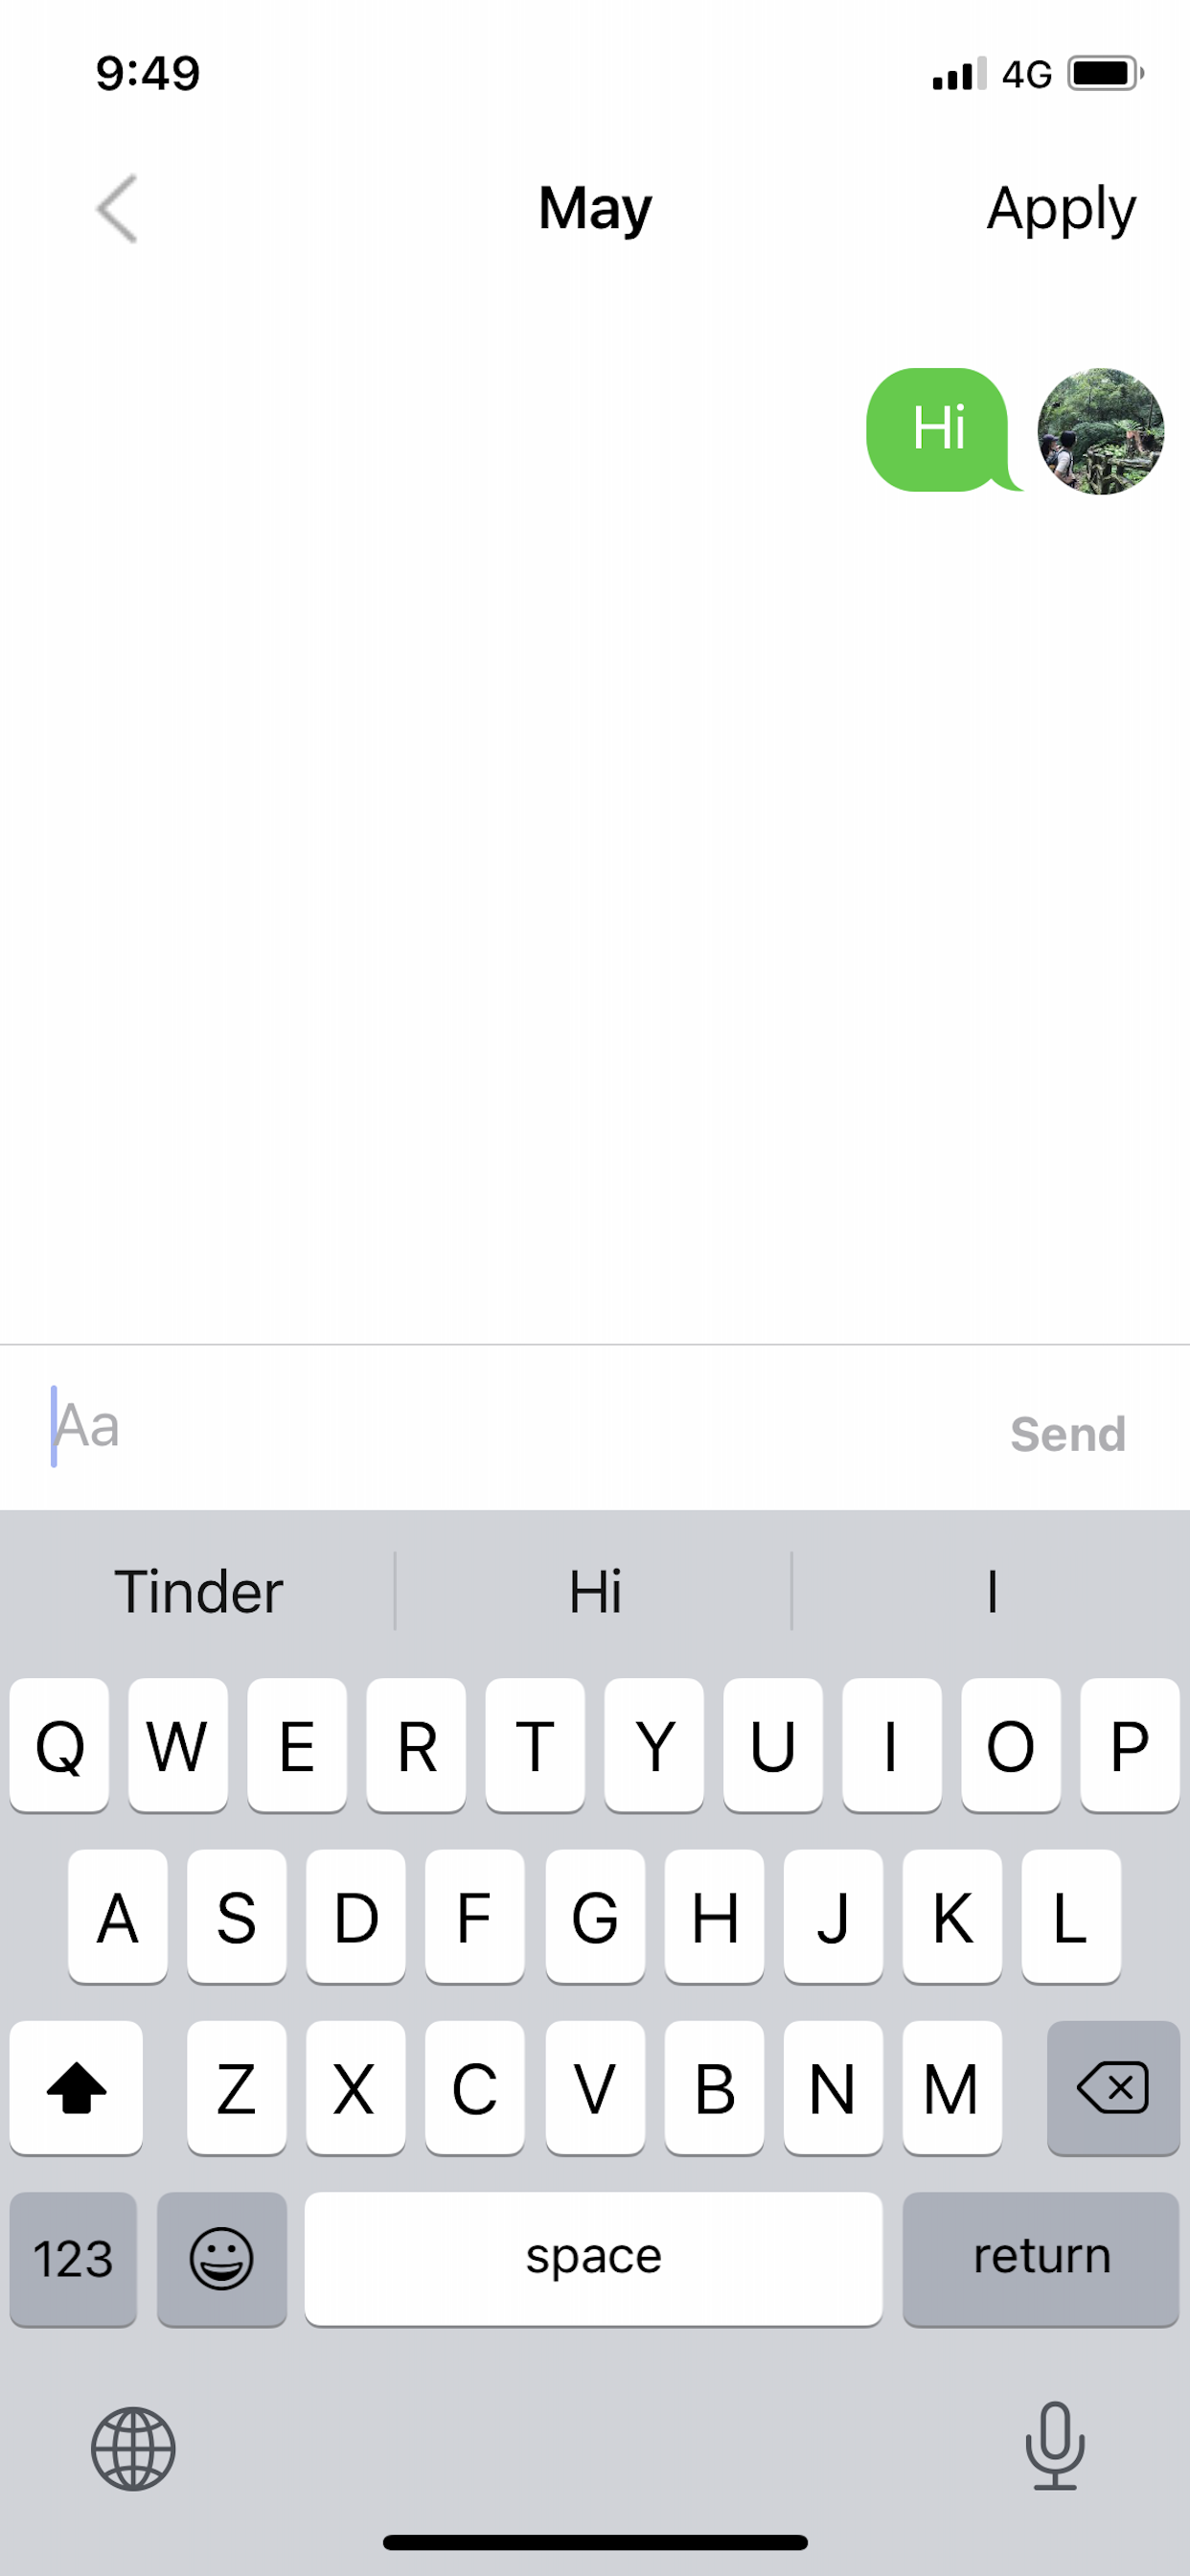 9:49 4G
May Apply
Hi
Aa Send
Tinder Hi I
Q W E R T Y U I O P
A S D F G H J K L
Z X C V B N M
123 space return